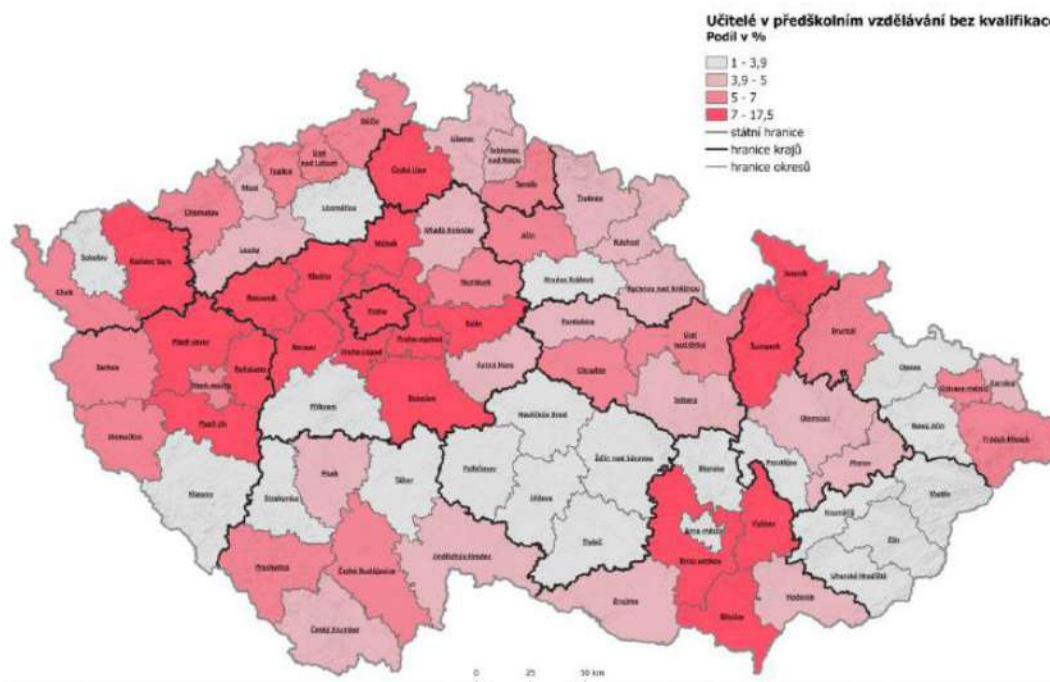 Učitelé v předškolním vzdělávání bez kvalifikace
Podíl v %
1 - 3,9
3,9 - 5
5 - 7
7 - 17,5
státní hranice
hranice krajů
hranice okresů
Děčín
Liberec
Ústí
nad Labem
Jablonec
nad Nisou
Česká Lípa
Teplice
Semily
Most
Trutnov
Litoměřice
Chomutov
Mladá Boleslav
Jičín
Náchod
Louny
Mělník
Sokolov
Karlovy Vary
Jeseník
Kladno
Nymburk
Hradec Králové
Rychnov nad Kněžnou
Cheb
Rakovník
Praha
Kolín
Pardubice
Bruntál
Šumperk
Plzeň-sever
Beroun
Praha-západ
Praha-východ
Ústí
nad Orlicí
Tachov
Rokycany
Kutná Hora
Chrudim
Opava
Plzeň-město
Svitavy
Ostrava-město
Karviná
Příbram
Benešov
Havlíčkův Brod
Olomouc
Nový Jičín
Plzeň-jih
Domažlice
Frýdek-Místek
Žďár nad Sázavou
Písek
Pelhřimov
Blansko
Prostějov
Přerov
Klatovy
Strakonice
Tábor
Vsetín
Jihlava
Kroměříž
Brno-město
Vyškov
Zlín
Třebíč
Jindřichův Hradec
Brno-venkov
Prachatice
České Budějovice
Uherské Hradiště
Hodonín
Znojmo
Břeclav
Český Krumlov
0 25 50 km